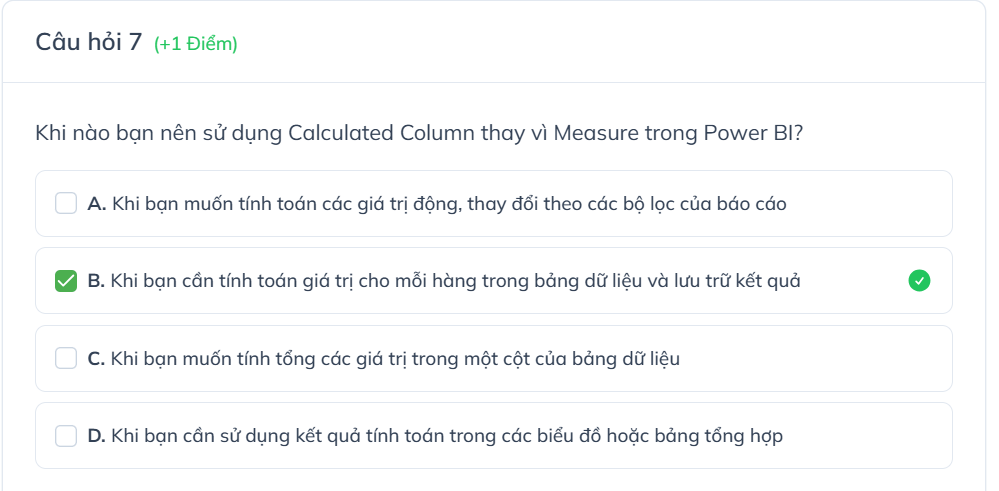 Câu hỏi 7 (+1 Điểm)
Khi nào bạn nên sử dụng Calculated Column thay vì Measure trong Power BI?
A. Khi bạn muốn tính toán các giá trị động, thay đổi theo các bộ lọc của báo cáo
B. Khi bạn cần tính toán giá trị cho mỗi hàng trong bảng dữ liệu và lưu trữ kết quả
C. Khi bạn muốn tính tổng các giá trị trong một cột của bảng dữ liệu
D. Khi bạn cần sử dụng kết quả tính toán trong các biểu đồ hoặc bảng tổng hợp